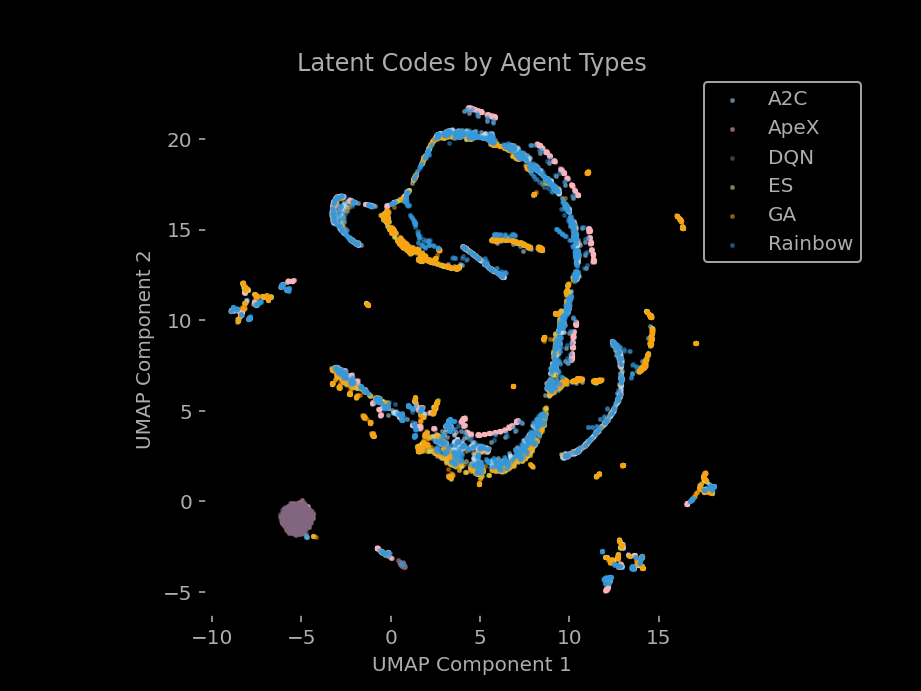 Latent Codes by Agent Types
A2C
ApeX
DQN
ES
GA
Rainbow
20
15
10
5
0
−5
UMAP Component 2
−10
−5
0
5
10
15
UMAP Component 1